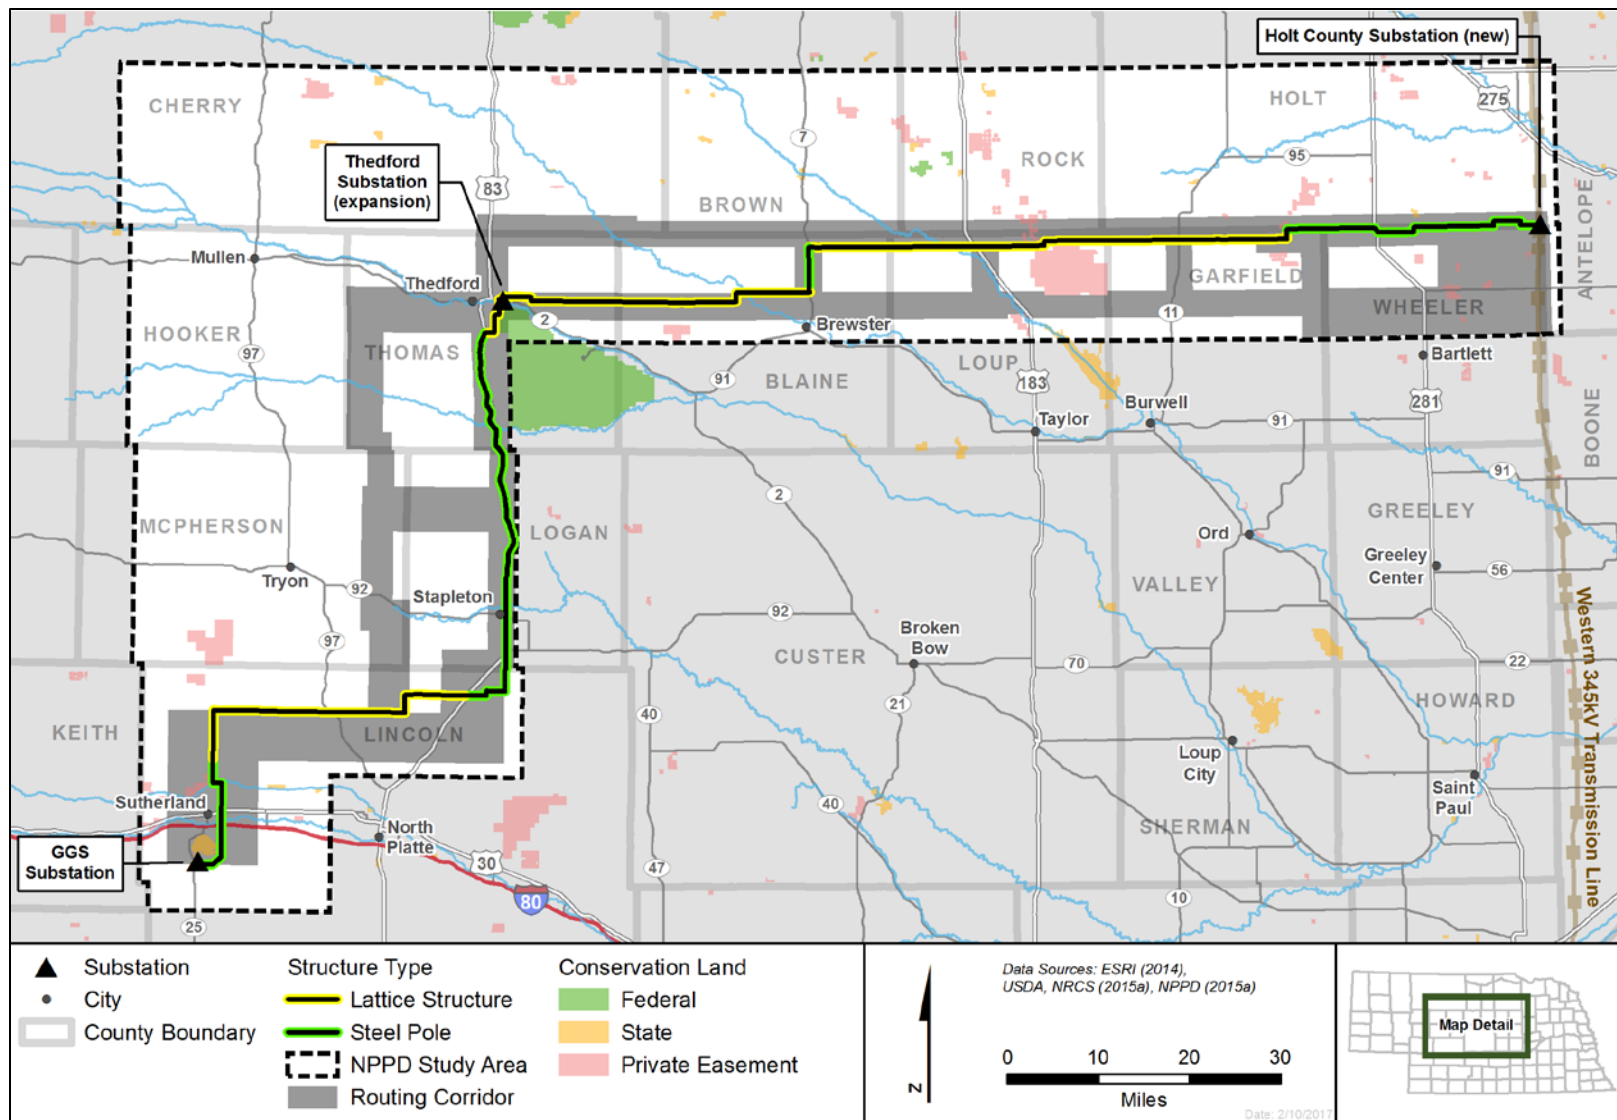 Holt County Substation (new)
CHERRY
HOLT
275
Thedford
Substation
(expansion)
83
7
ROCK
95
BROWN
ANTELOPE
Mullen
Thedford
GARFIELD
WHEELER
HOOKER
2
Brewster
11
97
THOMAS
LOUP
Bartlett
91
BLAINE
183
281
BOONE
Taylor
Burwell
91
91
2
MCPHERSON
LOGAN
GREELEY
Ord
Greeley
Center
56
Tryon
92
Stapleton
VALLEY
92
Western 345kV Transmission Line
97
Broken
Bow
CUSTER
70
22
KEITH
40
21
HOWARD
LINCOLN
Loup
City
Saint
Paul
Sutherland
40
North
Platte
SHERMAN
GGS
Substation
30
47
80
10
25
Substation
City
County Boundary
Structure Type
Lattice Structure
Steel Pole
NPPD Study Area
Routing Corridor
Conservation Land
Federal
State
Private Easement
N
Data Sources: ESRI (2014),
USDA, NRCS (2015a), NPPD (2015a)
0 10 20 30
Miles
Map Detail
Date: 2/10/2017